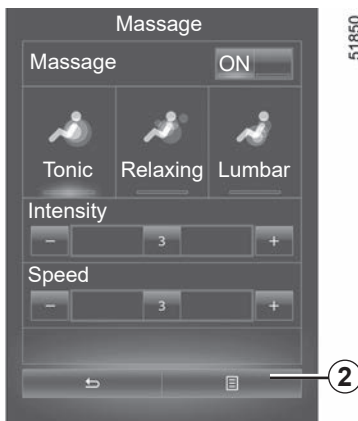 Massage
51850
Massage ON
Tonic Relaxing Lumbar
Intensity
− 3 +
Speed
− 3 +
2